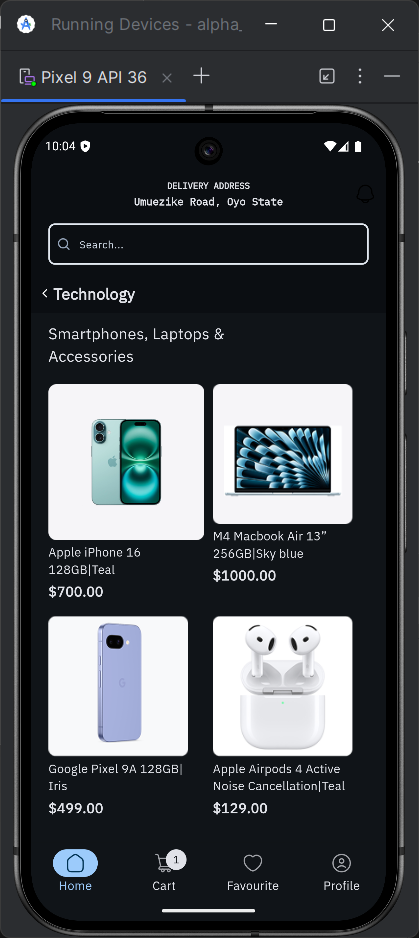 Running Devices - alpha_
Pixel 9 API 36
10:04
DELIVERY ADDRESS
Umuezike Road, Oyo State
Search...
Technology
Smartphones, Laptops &
Accessories
Apple iPhone 16
128GB|Teal
$700.00
M4 Macbook Air 13”
256GB|Sky blue
$1000.00
Google Pixel 9A 128GB|
Iris
$499.00
Apple Airpods 4 Active
Noise Cancellation|Teal
$129.00
Home
1
Cart
Favourite
Profile